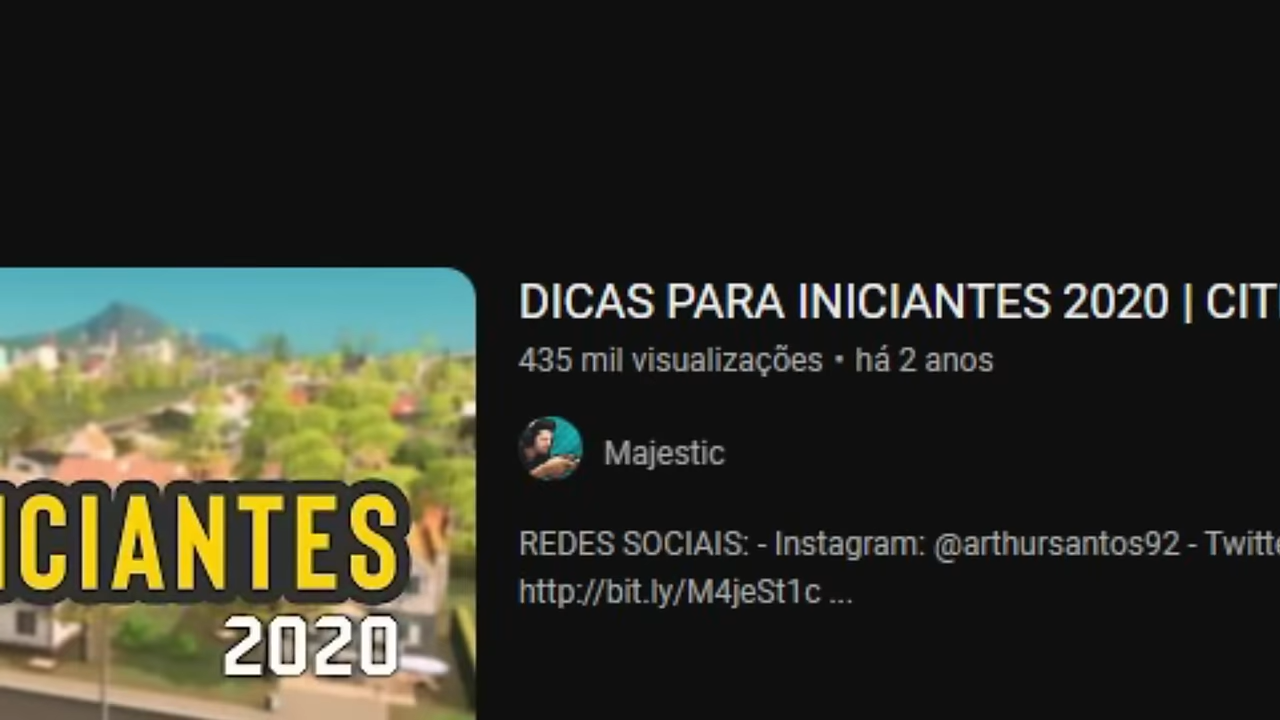 DICAS PARA INICIANTES 2020 | CIT
435 mil visualizações • há 2 anos
Majestic
REDES SOCIAIS: - Instagram: @arthursantos92 - Twitte
http://bit.ly/M4jeSt1c ...
ICIANTES
2020